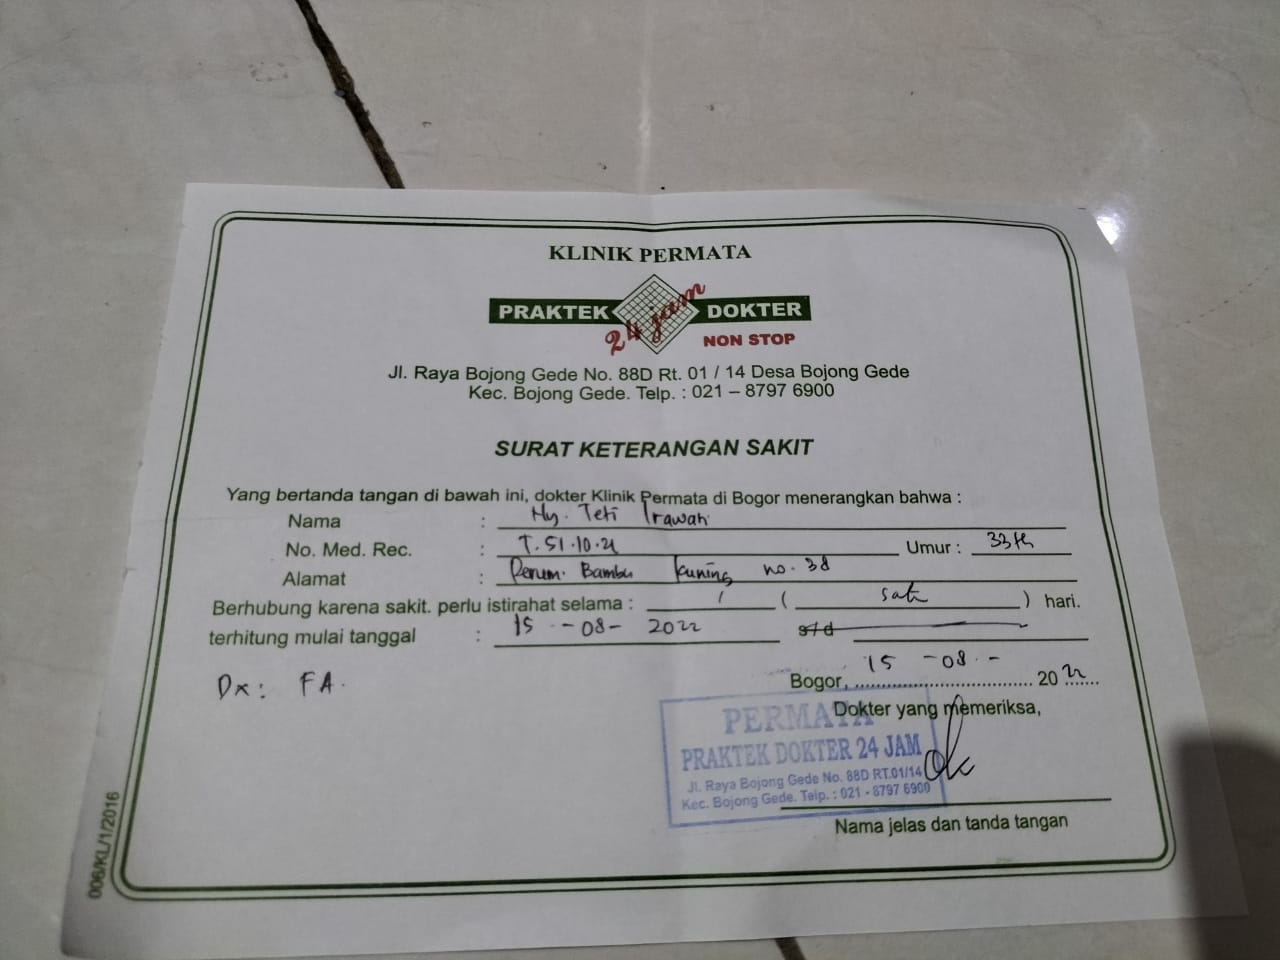 KLINIK PERMATA
PRAKTEK 24 jam DOKTER
NON STOP
Jl. Raya Bojong Gede No. 88D Rt. 01 / 14 Desa Bojong Gede
Kec. Bojong Gede. Telp. : 021 – 8797 6900
SURAT KETERANGAN SAKIT
Yang bertanda tangan di bawah ini, dokter Klinik Permata di Bogor menerangkan bahwa :
Nama : Ny. Teti Irawati
No. Med. Rec. : T.51.10.21 Umur : 33th
Alamat : Perum. Bambu Kuning no. 38
Berhubung karena sakit. perlu istirahat selama : 1 ( satu ) hari.
terhitung mulai tanggal : 15 - 08 - 2022 s/d
Dx : FA.
Bogor, 15 - 08 - 2022
Dokter yang memeriksa,
PERMATA
PRAKTEK DOKTER 24 JAM
Jl. Raya Bojong Gede No. 88D RT.01/14
Kec. Bojong Gede. Telp. : 021 - 8797 6900
Nama jelas dan tanda tangan
006/KL/1/2016